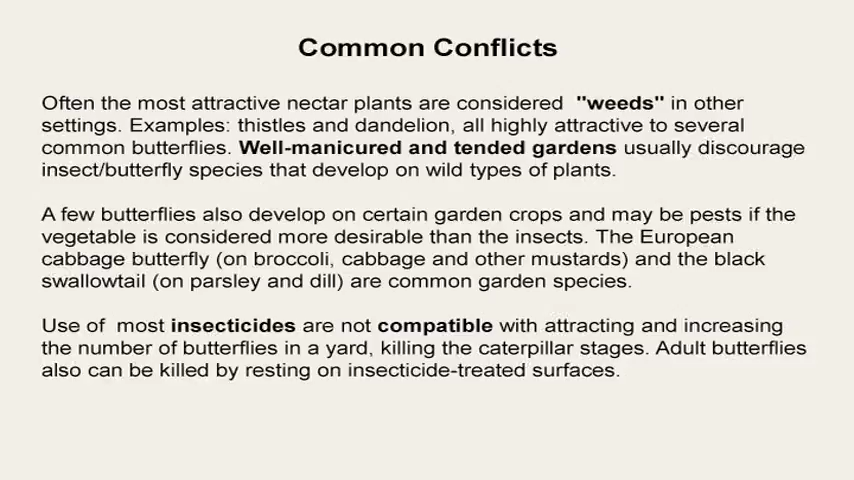 Common Conflicts
Often the most attractive nectar plants are considered  "weeds" in other
settings. Examples: thistles and dandelion, all highly attractive to several
common butterflies. Well-manicured and tended gardens usually discourage
insect/butterfly species that develop on wild types of plants.
A few butterflies also develop on certain garden crops and may be pests if the
vegetable is considered more desirable than the insects. The European
cabbage butterfly (on broccoli, cabbage and other mustards) and the black
swallowtail (on parsley and dill) are common garden species.
Use of  most insecticides are not compatible with attracting and increasing
the number of butterflies in a yard, killing the caterpillar stages. Adult butterflies
also can be killed by resting on insecticide-treated surfaces.